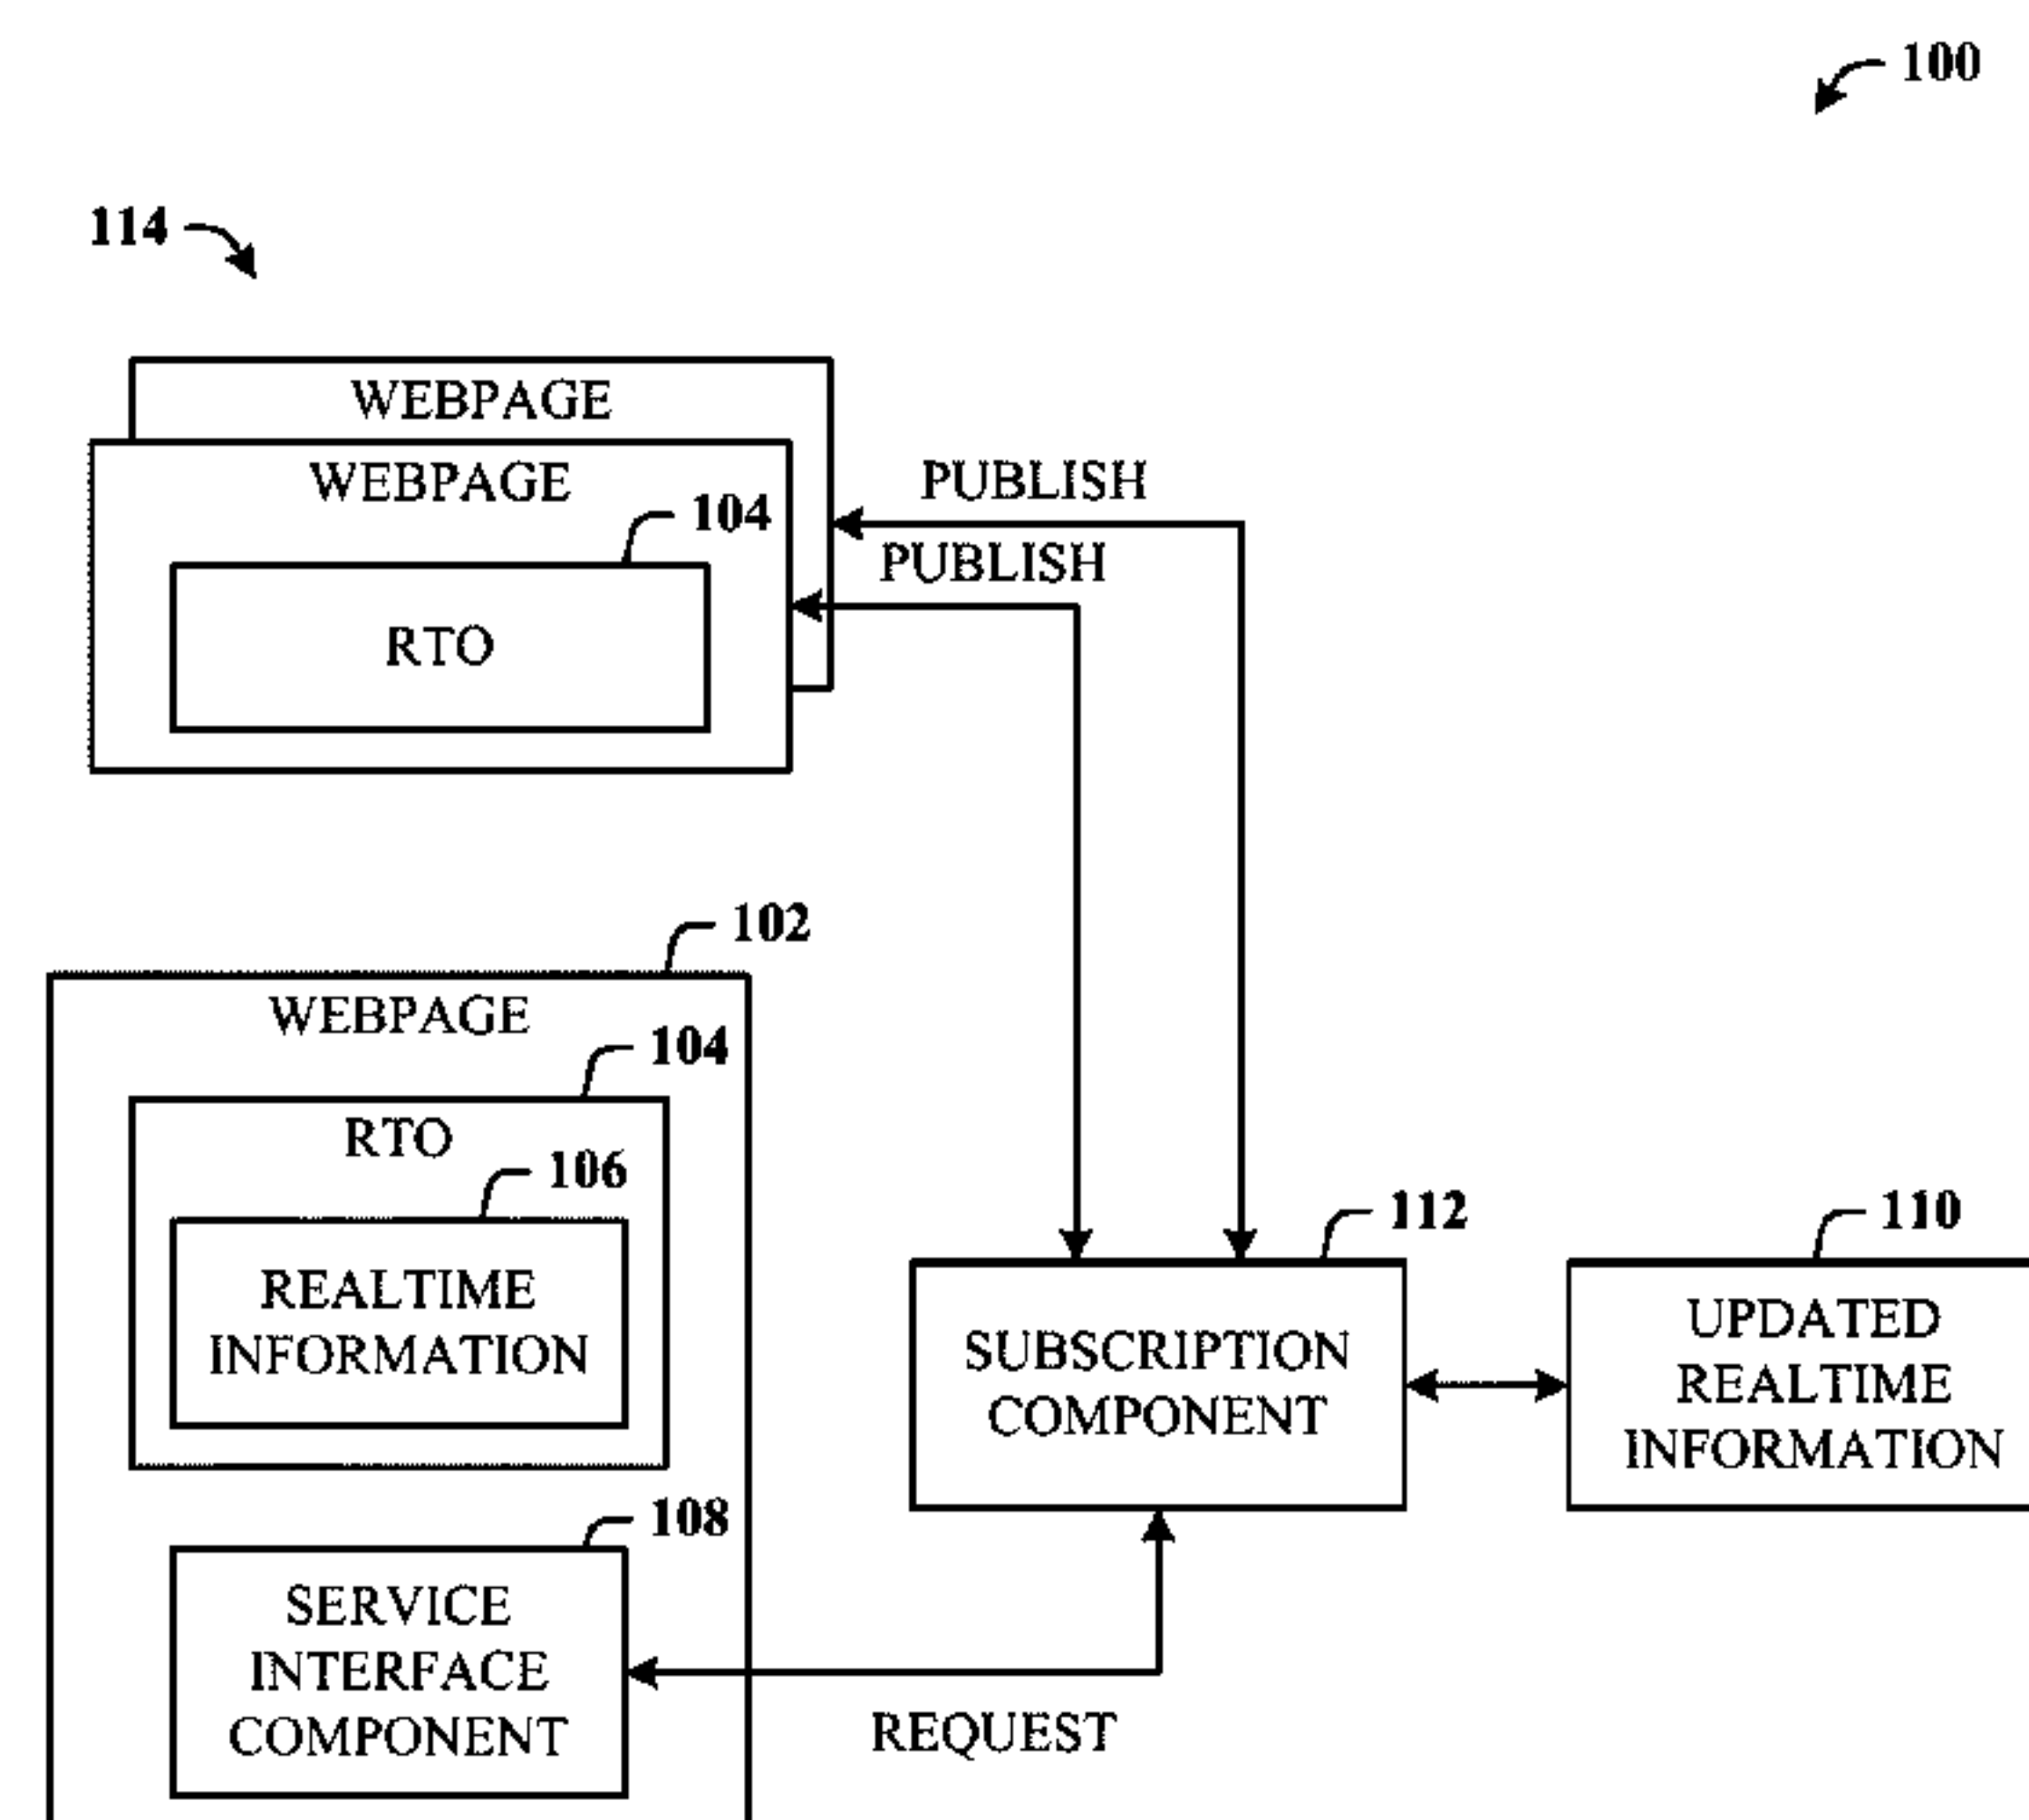 100
114
WEBPAGE
WEBPAGE
PUBLISH
104
PUBLISH
RTO
102
WEBPAGE
104
RTO
106
REALTIME
INFORMATION
112
110
SUBSCRIPTION
COMPONENT
UPDATED
REALTIME
INFORMATION
108
SERVICE
INTERFACE
COMPONENT
REQUEST